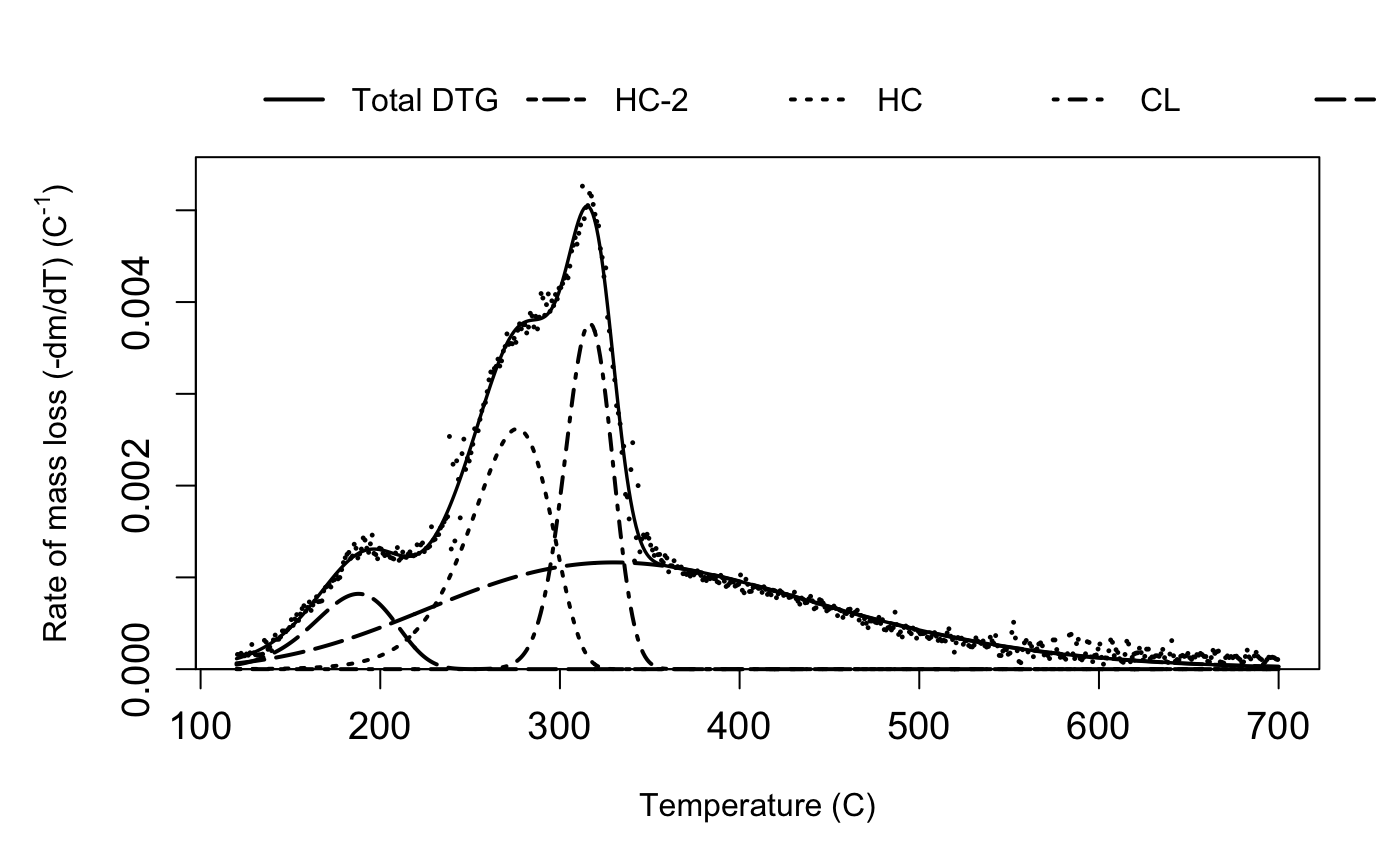 Total DTG HC-2 HC CL
Rate of mass loss (-dm/dT) (C⁻¹)
0.004
0.002
0.000
100 200 300 400 500 600 700
Temperature (C)